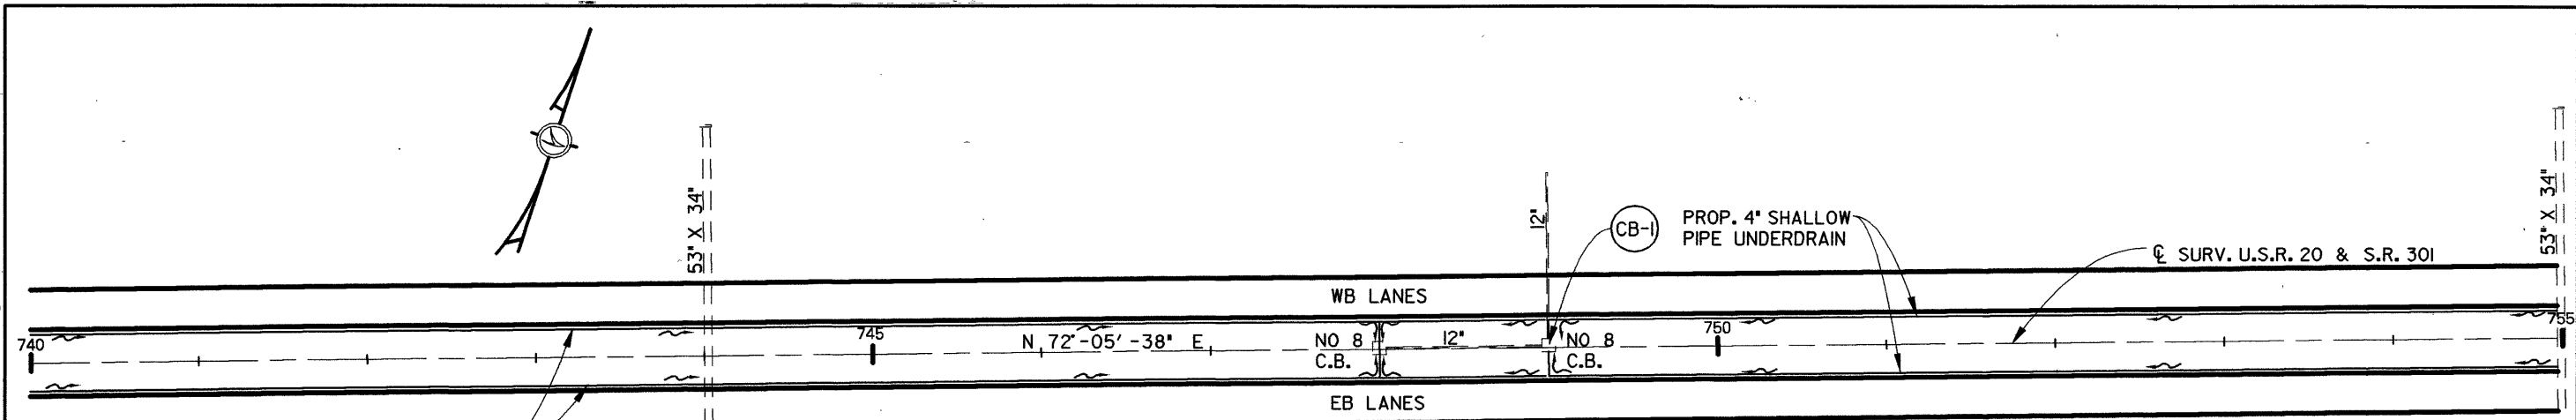 53" X 34"
12"
53" X 34"
CB-1
PROP. 4" SHALLOW
PIPE UNDERDRAIN
℄ SURV. U.S.R. 20 & S.R. 301
WB LANES
740
745
N 72°-05'-38" E
NO 8
C.B.
12"
NO 8
C.B.
750
755
EB LANES